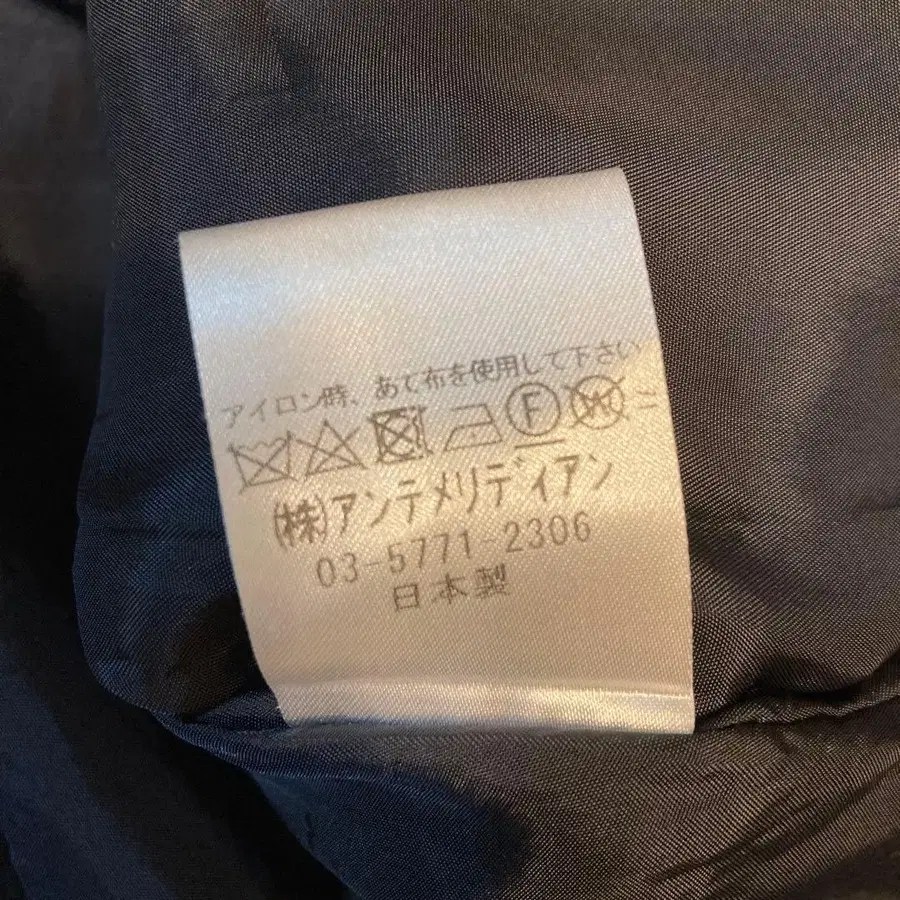 アイロン時、あて布を使用して下さい
F W
(株)アンテメリディアン
03-5771-2306
日本製